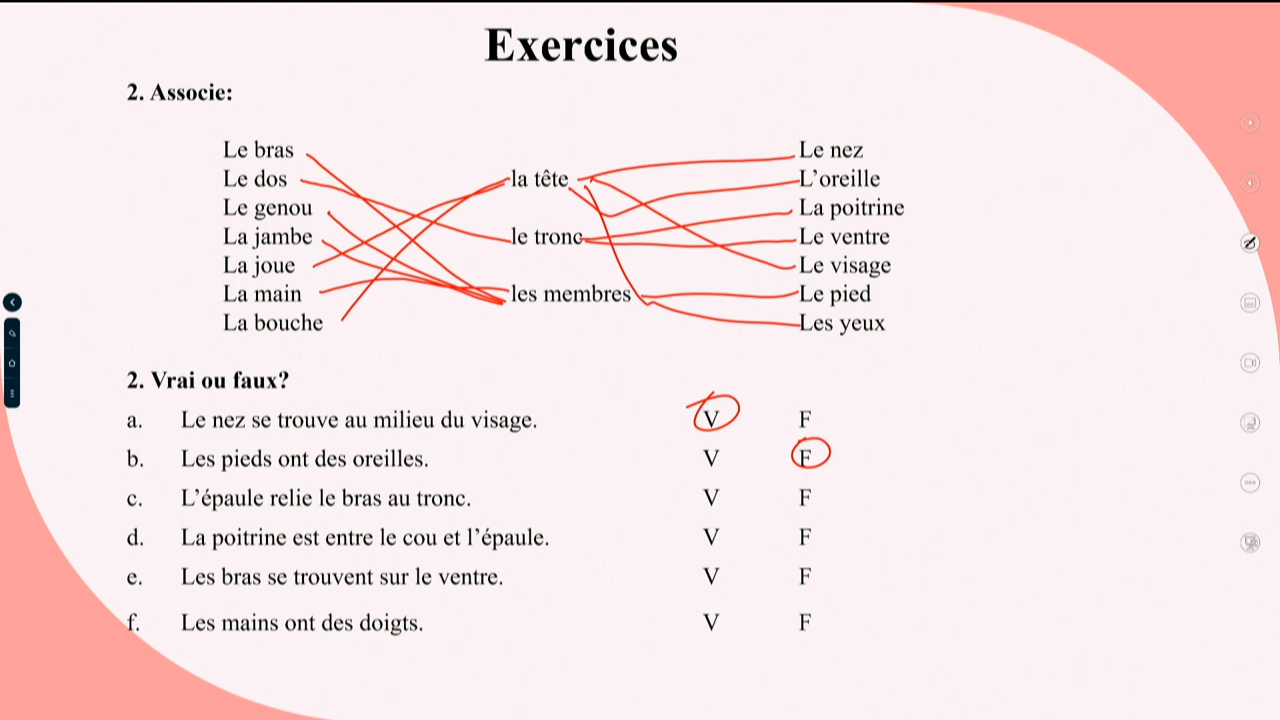 Exercices
2. Associe:
Le bras
Le dos
Le genou
La jambe
La joue
La main
La bouche
la tête
le tronc
les membres
Le nez
L’oreille
La poitrine
Le ventre
Le visage
Le pied
Les yeux
2. Vrai ou faux?
a. Le nez se trouve au milieu du visage. V F
b. Les pieds ont des oreilles. V F
c. L’épaule relie le bras au tronc. V F
d. La poitrine est entre le cou et l’épaule. V F
e. Les bras se trouvent sur le ventre. V F
f. Les mains ont des doigts. V F